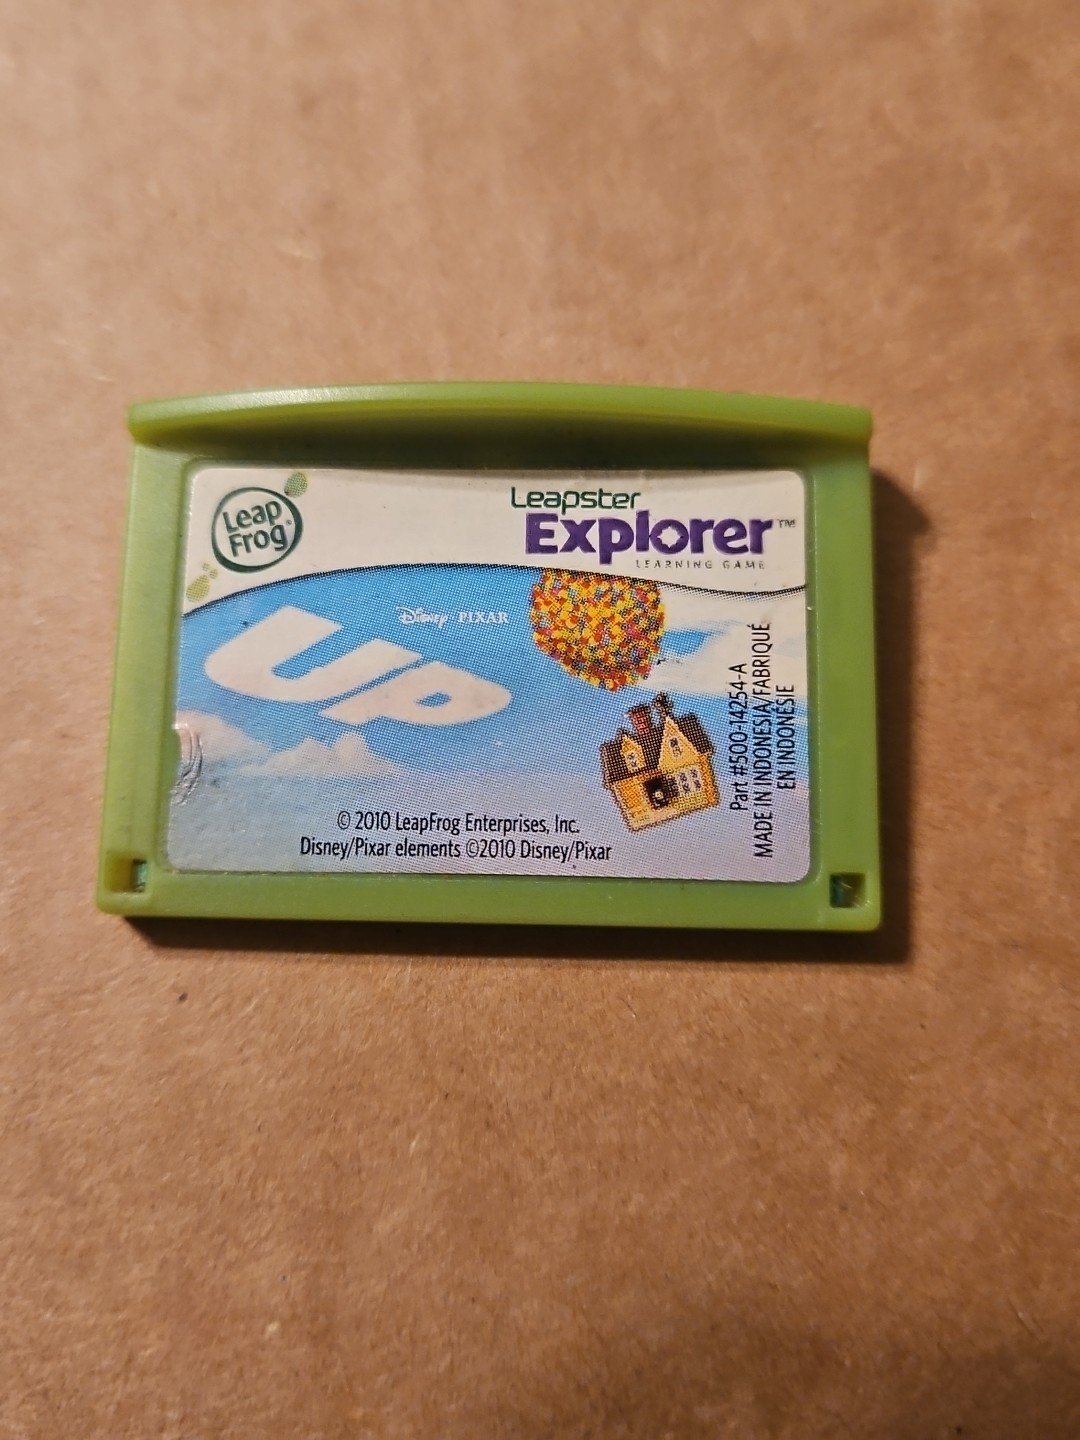 Leap
Frog®
Leapster
Explorer™
LEARNING GAME
Disney·PIXAR
UP
Part #500-14254-A
MADE IN INDONESIA/FABRIQUÉ
EN INDONÉSIE
© 2010 LeapFrog Enterprises, Inc.
Disney/Pixar elements ©2010 Disney/Pixar